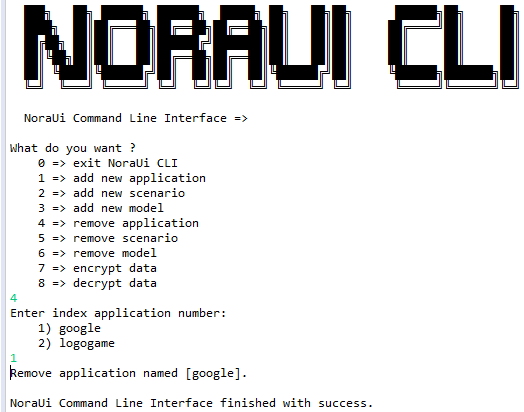 NORAUI CLI
NoraUi Command Line Interface =>
What do you want ?
0 => exit NoraUi CLI
1 => add new application
2 => add new scenario
3 => add new model
4 => remove application
5 => remove scenario
6 => remove model
7 => encrypt data
8 => decrypt data
4
Enter index application number:
1) google
2) logogame
1
Remove application named [google].
NoraUi Command Line Interface finished with success.